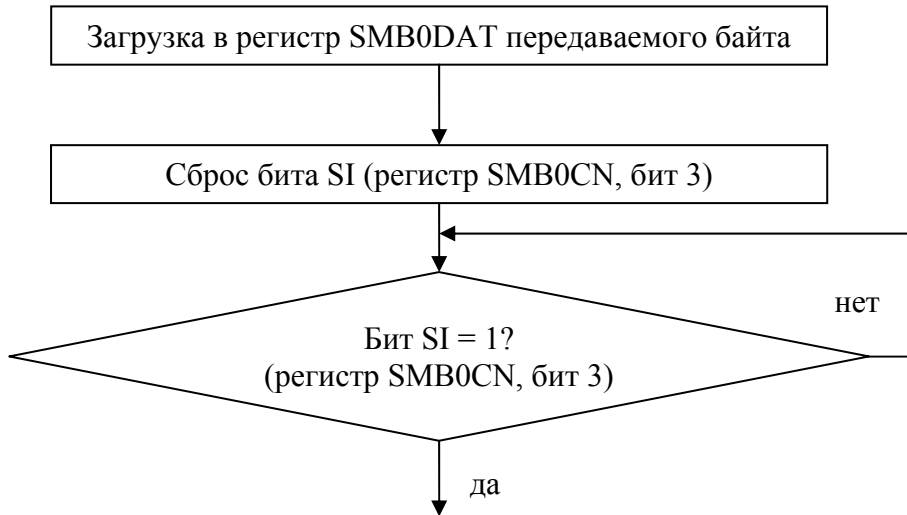 Загрузка в регистр SMB0DAT передаваемого байта
Сброс бита SI (регистр SMB0CN, бит 3)
нет
Бит SI = 1?
(регистр SMB0CN, бит 3)
да